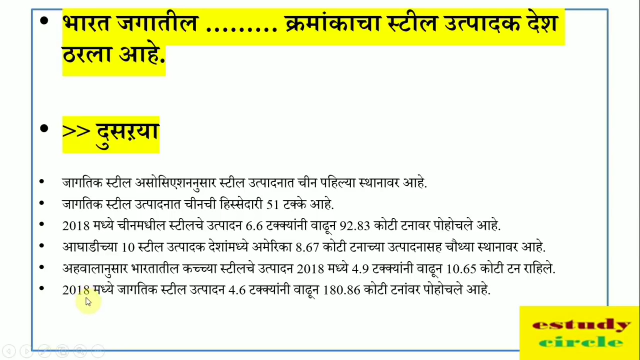 • भारत जगातील ......... क्रमांकाचा स्टील उत्पादक देश
ठरला आहे.
• >> दुसऱ्या
• जागतिक स्टील असोसिएशननुसार स्टील उत्पादनात चीन पहिल्या स्थानावर आहे.
• जागतिक स्टील उत्पादनात चीनची हिस्सेदारी 51 टक्के आहे.
• 2018 मध्ये चीनमधील स्टीलचे उत्पादन 6.6 टक्क्यांनी वाढून 92.83 कोटी टनावर पोहोचले आहे.
• आघाडीच्या 10 स्टील उत्पादक देशांमध्ये अमेरिका 8.67 कोटी टनाच्या उत्पादनासह चौथ्या स्थानावर आहे.
• अहवालानुसार भारतातील कच्च्या स्टीलचे उत्पादन 2018 मध्ये 4.9 टक्क्यांनी वाढून 10.65 कोटी टन राहिले.
• 2018 मध्ये जागतिक स्टील उत्पादन 4.6 टक्क्यांनी वाढून 180.86 कोटी टनांवर पोहोचले आहे.
estudy
circle